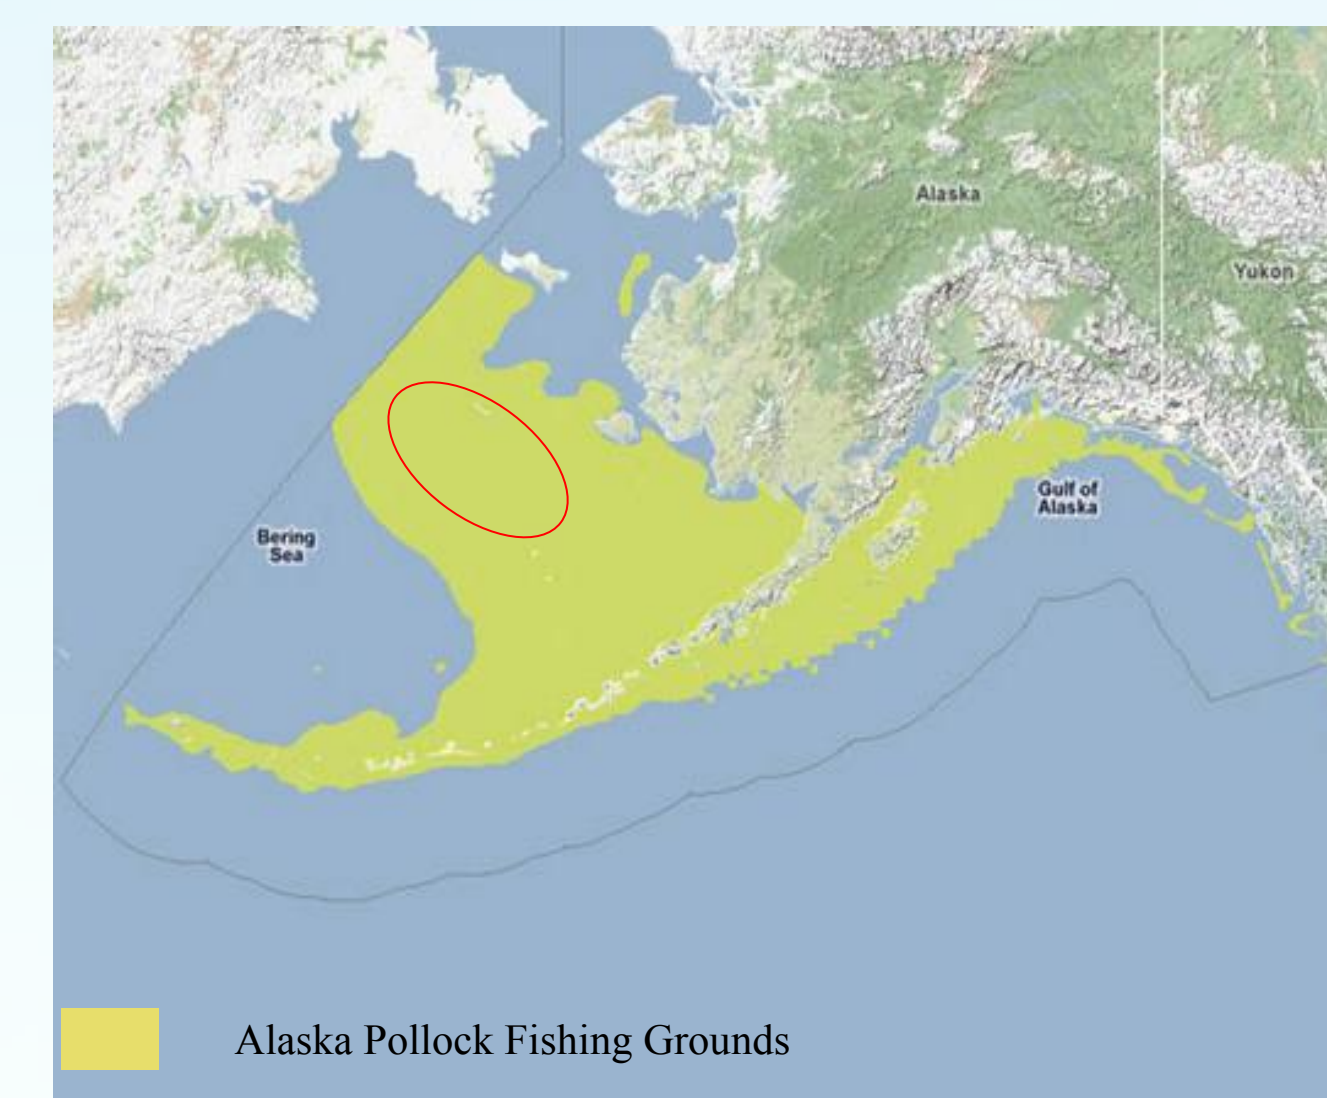 Alaska
Yukon
Gulf of
Alaska
Bering
Sea
Alaska Pollock Fishing Grounds